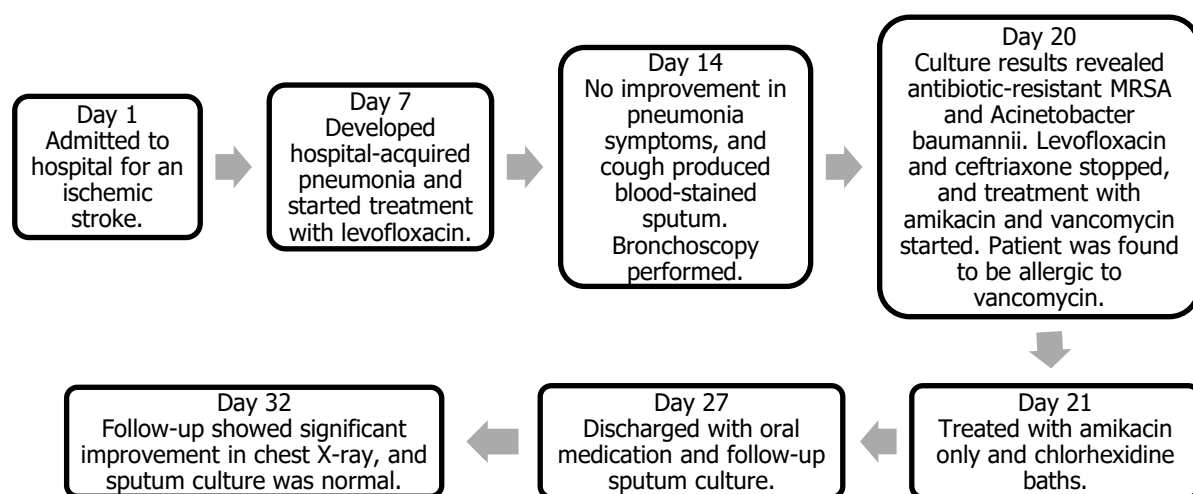 Day 1
Admitted to
hospital for an
ischemic
stroke.
Day 7
Developed
hospital-acquired
pneumonia and
started treatment
with levofloxacin.
Day 14
No improvement in
pneumonia
symptoms, and
cough produced
blood-stained
sputum.
Bronchoscopy
performed.
Day 20
Culture results revealed
antibiotic-resistant MRSA
and Acinetobacter
baumannii. Levofloxacin
and ceftriaxone stopped,
and treatment with
amikacin and vancomycin
started. Patient was found
to be allergic to
vancomycin.
Day 21
Treated with amikacin
only and chlorhexidine
baths.
Day 27
Discharged with oral
medication and follow-up
sputum culture.
Day 32
Follow-up showed significant
improvement in chest X-ray, and
sputum culture was normal.